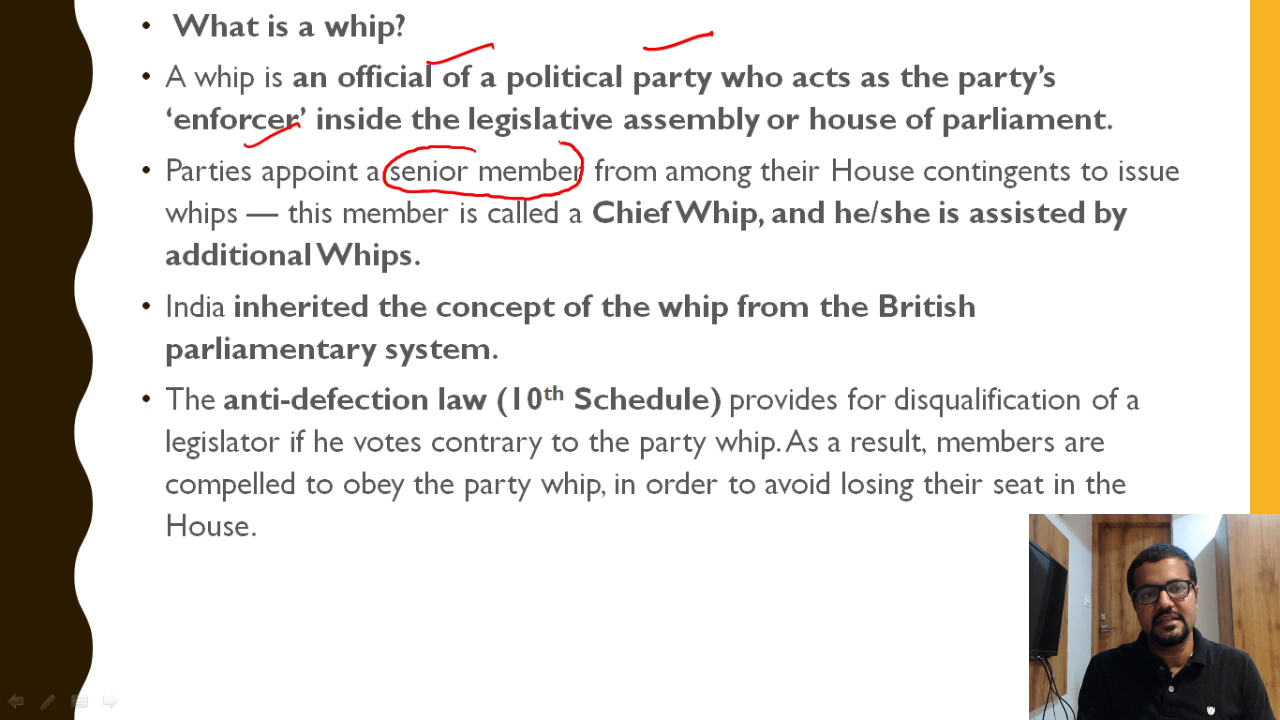 • What is a whip?
• A whip is an official of a political party who acts as the party’s
‘enforcer’ inside the legislative assembly or house of parliament.
• Parties appoint a senior member from among their House contingents to issue
whips — this member is called a Chief Whip, and he/she is assisted by
additional Whips.
• India inherited the concept of the whip from the British
parliamentary system.
• The anti-defection law (10th Schedule) provides for disqualification of a
legislator if he votes contrary to the party whip. As a result, members are
compelled to obey the party whip, in order to avoid losing their seat in the
House.